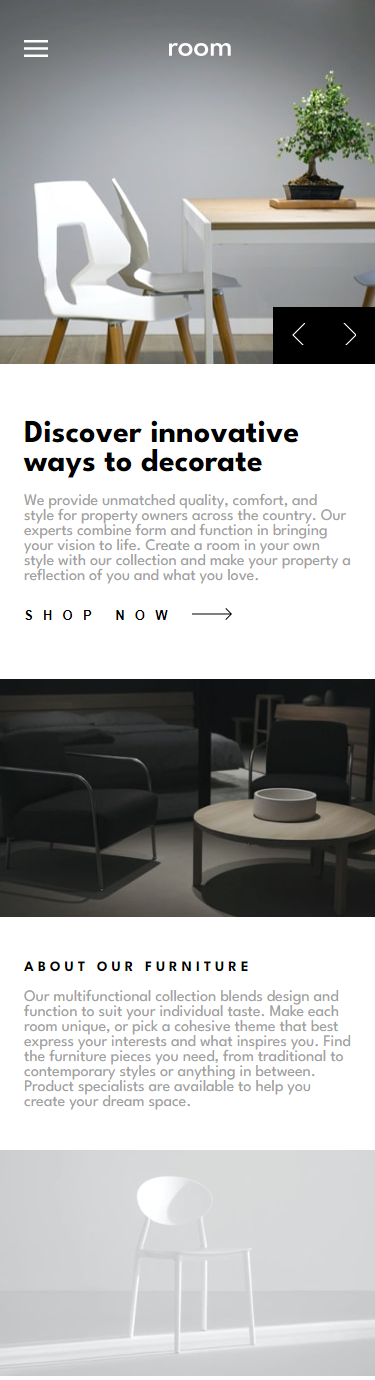 room
Discover innovative
ways to decorate
We provide unmatched quality, comfort, and
style for property owners across the country. Our
experts combine form and function in bringing
your vision to life. Create a room in your own
style with our collection and make your property a
reflection of you and what you love.
SHOP NOW
ABOUT OUR FURNITURE
Our multifunctional collection blends design and
function to suit your individual taste. Make each
room unique, or pick a cohesive theme that best
express your interests and what inspires you. Find
the furniture pieces you need, from traditional to
contemporary styles or anything in between.
Product specialists are available to help you
create your dream space.